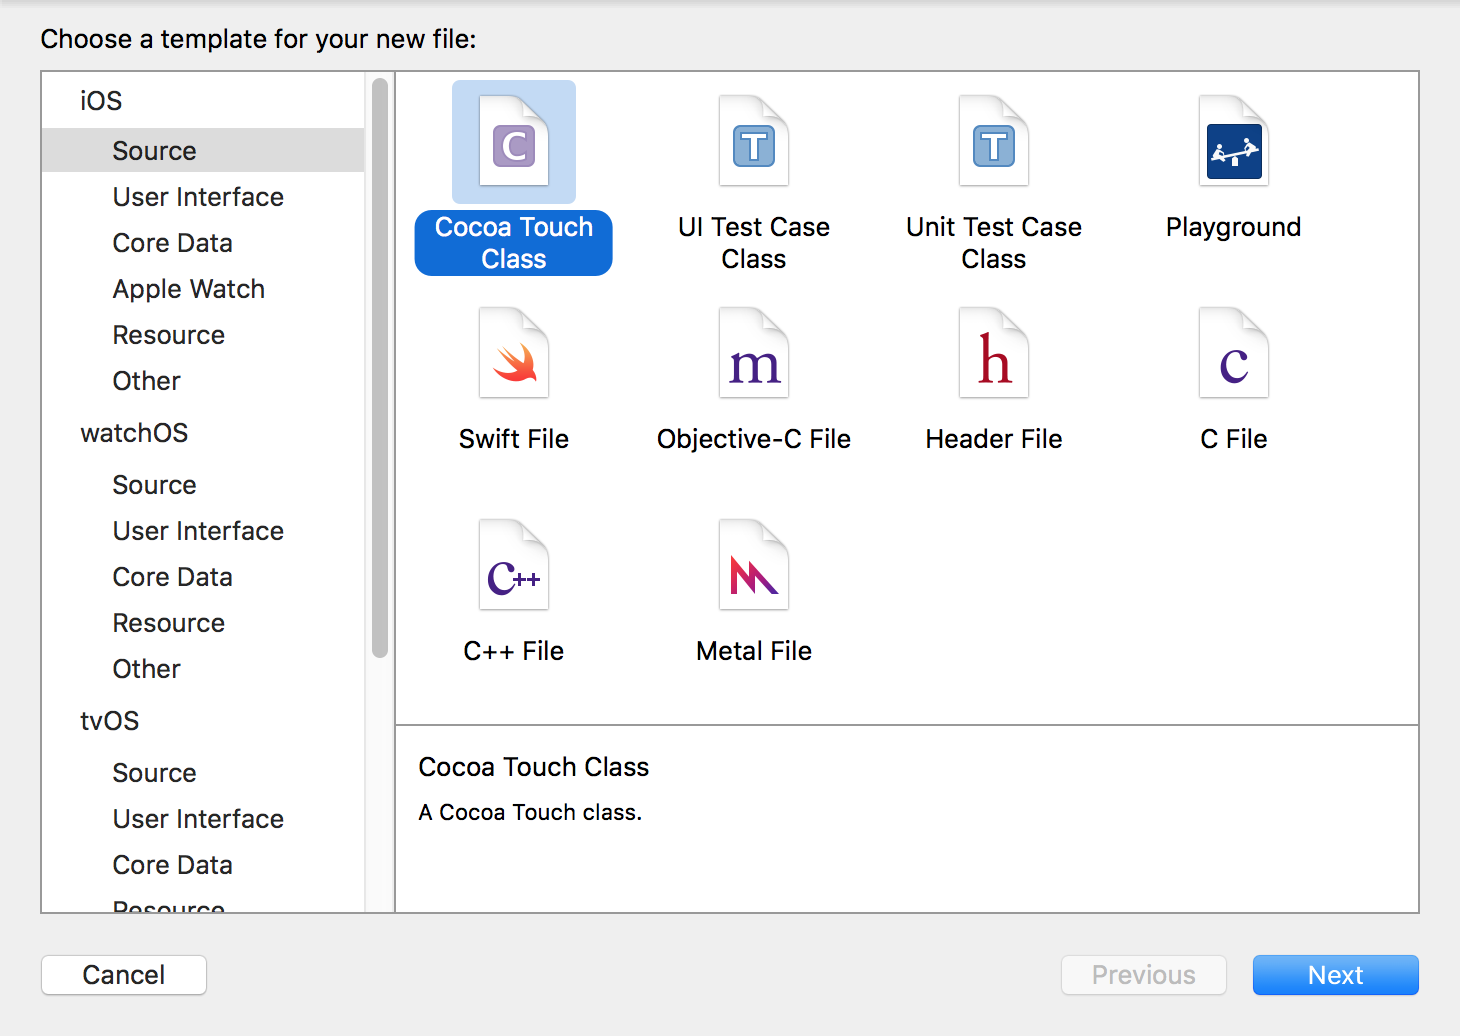 Choose a template for your new file:
iOS
Source
User Interface
Core Data
Apple Watch
Resource
Other
watchOS
Source
User Interface
Core Data
Resource
Other
tvOS
Source
User Interface
Core Data
Resource
C
T
T
Cocoa Touch
Class
UI Test Case
Class
Unit Test Case
Class
Playground
m
h
c
Swift File
Objective-C File
Header File
C File
C++
C++ File
Metal File
Cocoa Touch Class
A Cocoa Touch class.
Cancel
Previous
Next